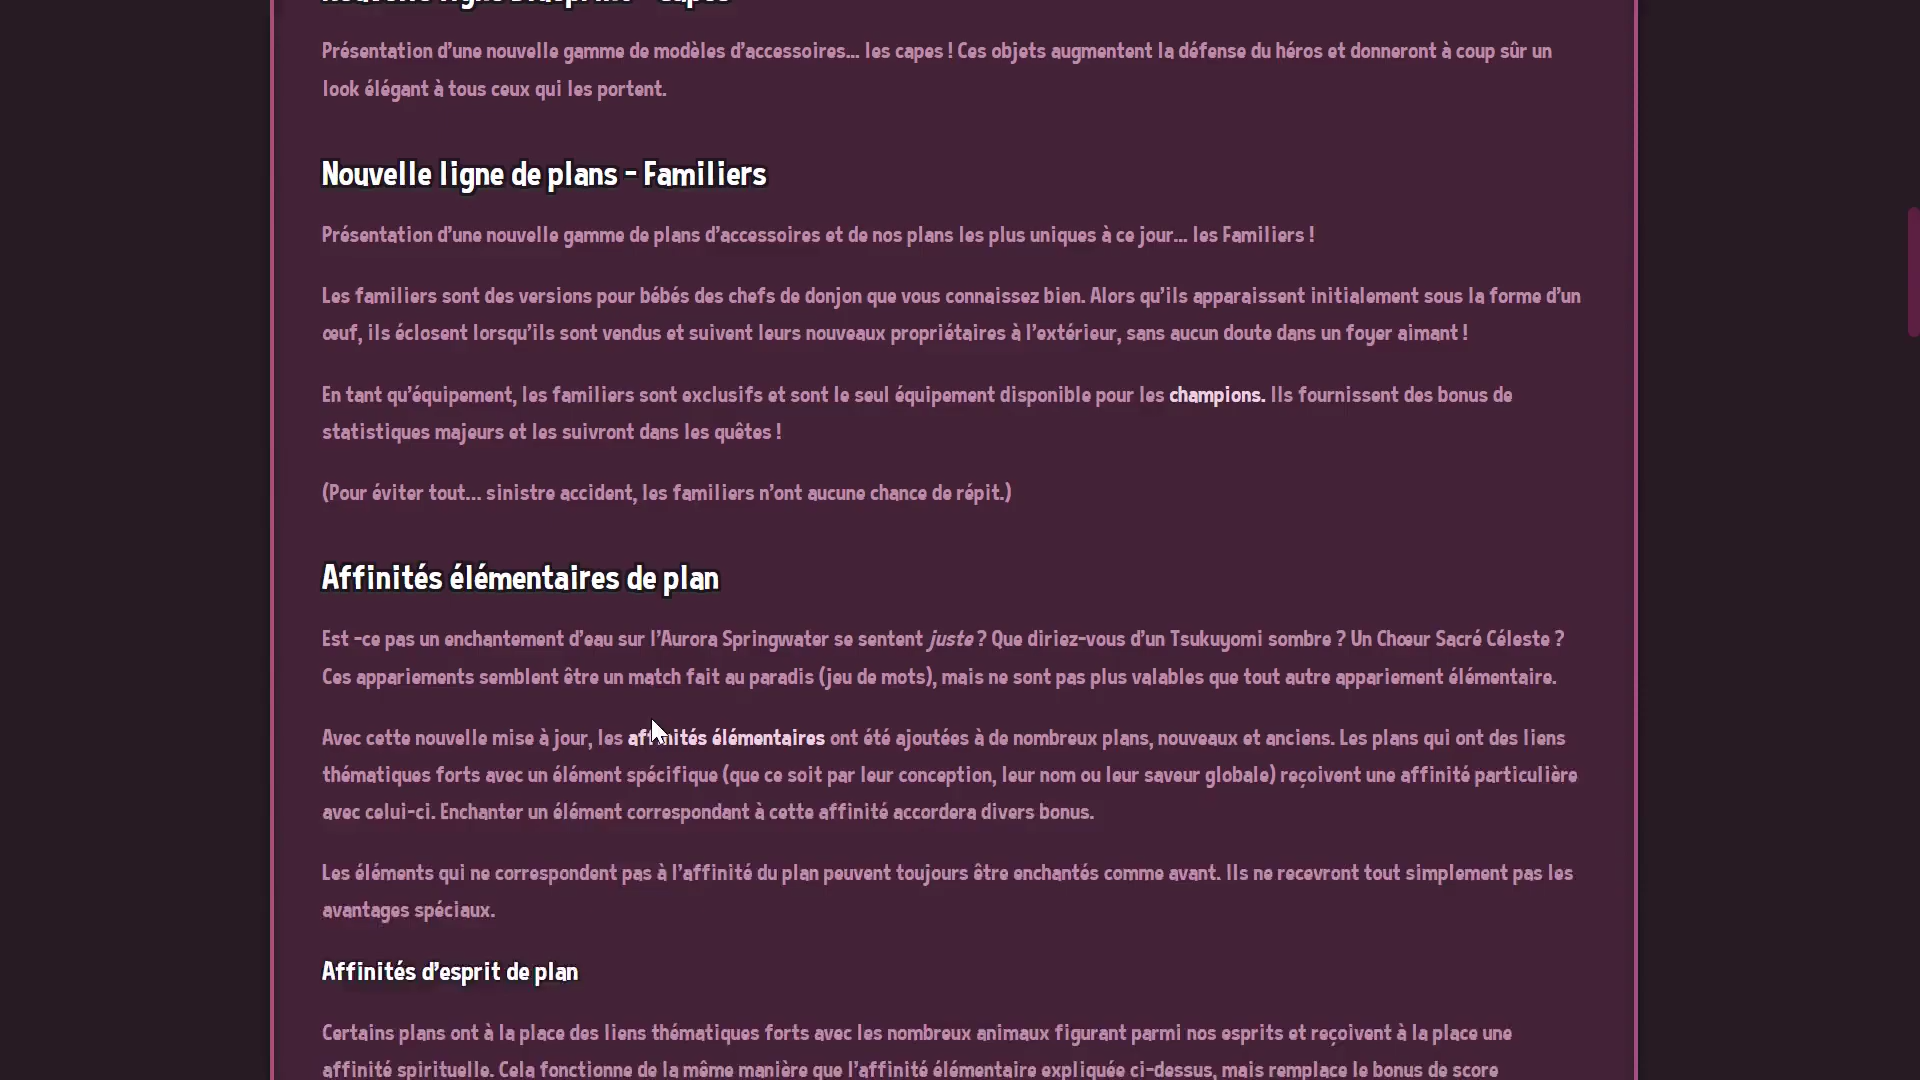 Nouvelle ligne Blueprint - Capes
Présentation d'une nouvelle gamme de modèles d'accessoires... les capes ! Ces objets augmentent la défense du héros et donneront à coup sûr un
look élégant à tous ceux qui les portent.
Nouvelle ligne de plans - Familiers
Présentation d'une nouvelle gamme de plans d'accessoires et de nos plans les plus uniques à ce jour... les Familiers !
Les familiers sont des versions pour bébés des chefs de donjon que vous connaissez bien. Alors qu'ils apparaissent initialement sous la forme d'un
œuf, ils éclosent lorsqu'ils sont vendus et suivent leurs nouveaux propriétaires à l'extérieur, sans aucun doute dans un foyer aimant !
En tant qu'équipement, les familiers sont exclusifs et sont le seul équipement disponible pour les champions. Ils fournissent des bonus de
statistiques majeurs et les suivront dans les quêtes !
(Pour éviter tout... sinistre accident, les familiers n'ont aucune chance de répit.)
Affinités élémentaires de plan
Est -ce pas un enchantement d'eau sur l'Aurora Springwater se sentent juste ? Que diriez-vous d'un Tsukuyomi sombre ? Un Chœur Sacré Céleste ?
Ces appariements semblent être un match fait au paradis (jeu de mots), mais ne sont pas plus valables que tout autre appariement élémentaire.
Avec cette nouvelle mise à jour, les affinités élémentaires ont été ajoutées à de nombreux plans, nouveaux et anciens. Les plans qui ont des liens
thématiques forts avec un élément spécifique (que ce soit par leur conception, leur nom ou leur saveur globale) reçoivent une affinité particulière
avec celui-ci. Enchanter un élément correspondant à cette affinité accordera divers bonus.
Les éléments qui ne correspondent pas à l'affinité du plan peuvent toujours être enchantés comme avant. Ils ne recevront tout simplement pas les
avantages spéciaux.
Affinités d'esprit de plan
Certains plans ont à la place des liens thématiques forts avec les nombreux animaux figurant parmi nos esprits et reçoivent à la place une
affinité spirituelle. Cela fonctionne de la même manière que l'affinité élémentaire expliquée ci-dessus, mais remplace le bonus de score